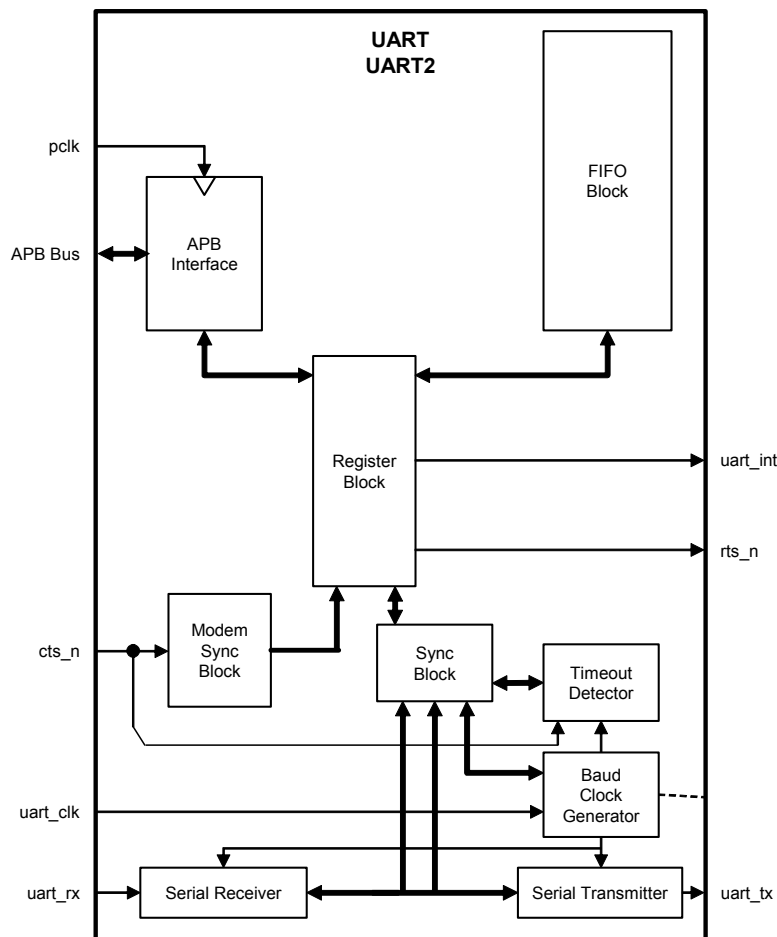 UART
UART2
pclk
FIFO
Block
APB Bus
APB
Interface
Register
Block
uart_int
rts_n
cts_n
Modem
Sync
Block
Sync
Block
Timeout
Detector
Baud
Clock
Generator
uart_clk
uart_rx
Serial Receiver
Serial Transmitter
uart_tx